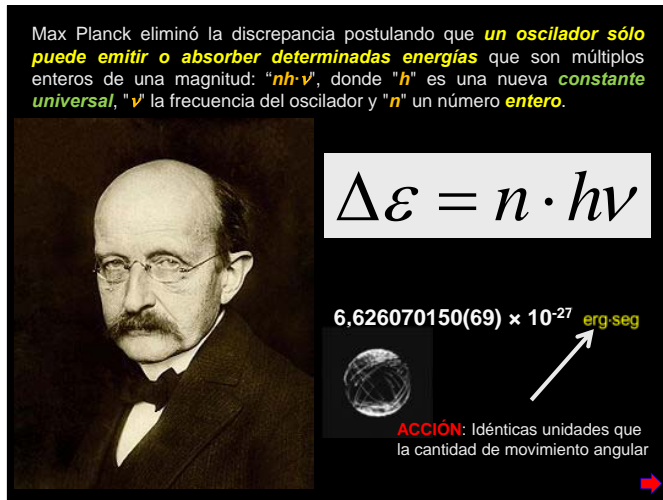 Max Planck eliminó la discrepancia postulando que un oscilador sólo
puede emitir o absorber determinadas energías que son múltiplos
enteros de una magnitud: “nh·ν", donde "h" es una nueva constante
universal, "ν" la frecuencia del oscilador y "n" un número entero.
Δε = n · hν
6,626070150(69) × 10⁻²⁷ erg·seg
ACCIÓN: Idénticas unidades que
la cantidad de movimiento angular